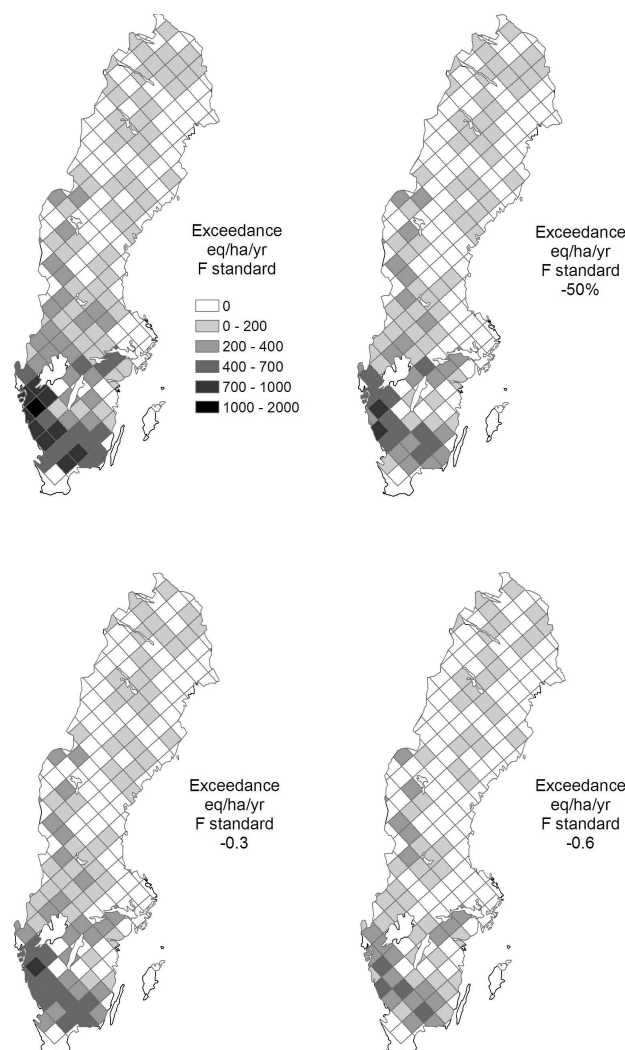 Exceedance
eq/ha/yr
F standard
0
0 - 200
200 - 400
400 - 700
700 - 1000
1000 - 2000
Exceedance
eq/ha/yr
F standard
-50%
Exceedance
eq/ha/yr
F standard
-0.3
Exceedance
eq/ha/yr
F standard
-0.6